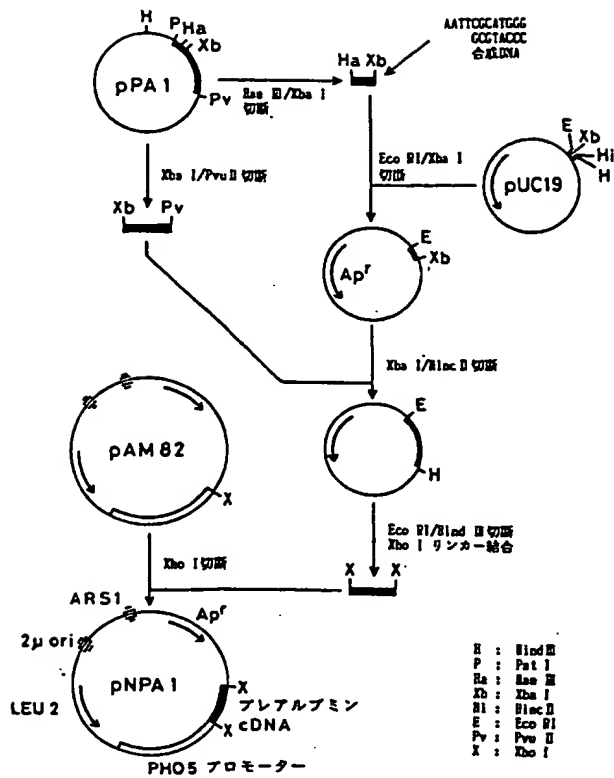 H
P
Ha
Xb
pPA1
Pv
Hae III/Xba I
切断
Ha Xb
AATTCGCATGGG
GCGTACCC
合成DNA
Xba I/Pvu II 切断
Xb Pv
Eco RI/Xba I
切断
E
Xb
Hi
H
pUC19
E
Xb
Apr
Xba I/Hinc II 切断
E
H
pAM82
X
Xho I 切断
Eco RI/Hind III 切断
Xho I リンカー結合
X X
ARS1
Apr
2μ ori
pNPA1
LEU2
X
プレアルブミン
cDNA
X
PHO5 プロモーター
H : Hind III
P : Pst I
Ha : Hae III
Xb : Xba I
Hi : Hinc II
E : Eco RI
Pv : Pvu II
X : Xho I